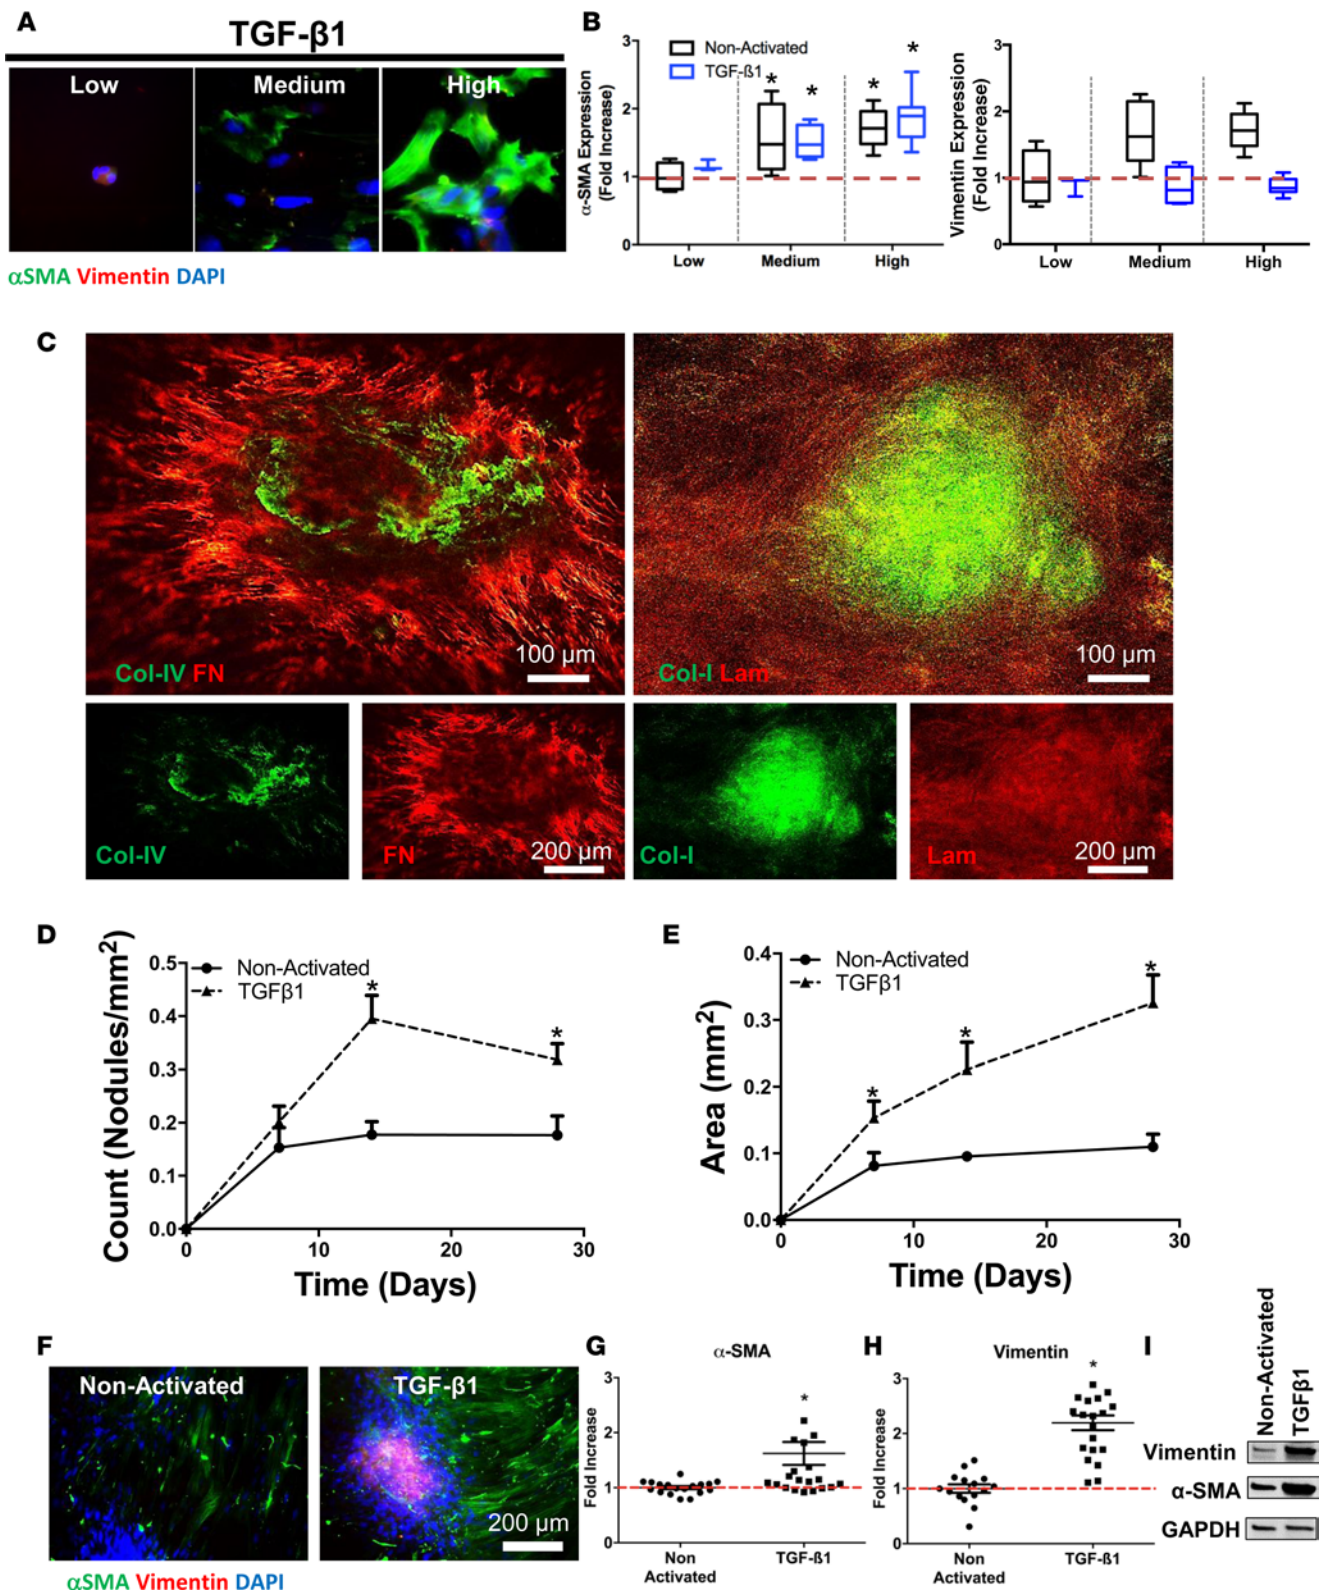 A
TGF-β1
Low
Medium
High
αSMA Vimentin DAPI
B
α-SMA Expression
(Fold Increase)
3
2
1
0
Non-Activated
TGF-ß1
*
*
*
*
Low
Medium
High
Vimentin Expression
(Fold Increase)
3
2
1
0
Low
Medium
High
C
Col-IV FN
100 µm
Col-I Lam
100 µm
Col-IV
FN
200 µm
Col-I
Lam
200 µm
D
Count (Nodules/mm²)
0.5
0.4
0.3
0.2
0.1
0.0
Non-Activated
TGFβ1
*
*
0
10
20
30
Time (Days)
E
Area (mm²)
0.4
0.3
0.2
0.1
0.0
Non-Activated
TGFβ1
*
*
*
0
10
20
30
Time (Days)
F
Non-Activated
TGF-β1
200 µm
αSMA Vimentin DAPI
G
α-SMA
Fold Increase
3
2
1
0
*
Non
Activated
TGF-ß1
H
Vimentin
Fold Increase
3
2
1
0
*
Non
Activated
TGF-ß1
I
Non-Activated
TGFβ1
Vimentin
α-SMA
GAPDH